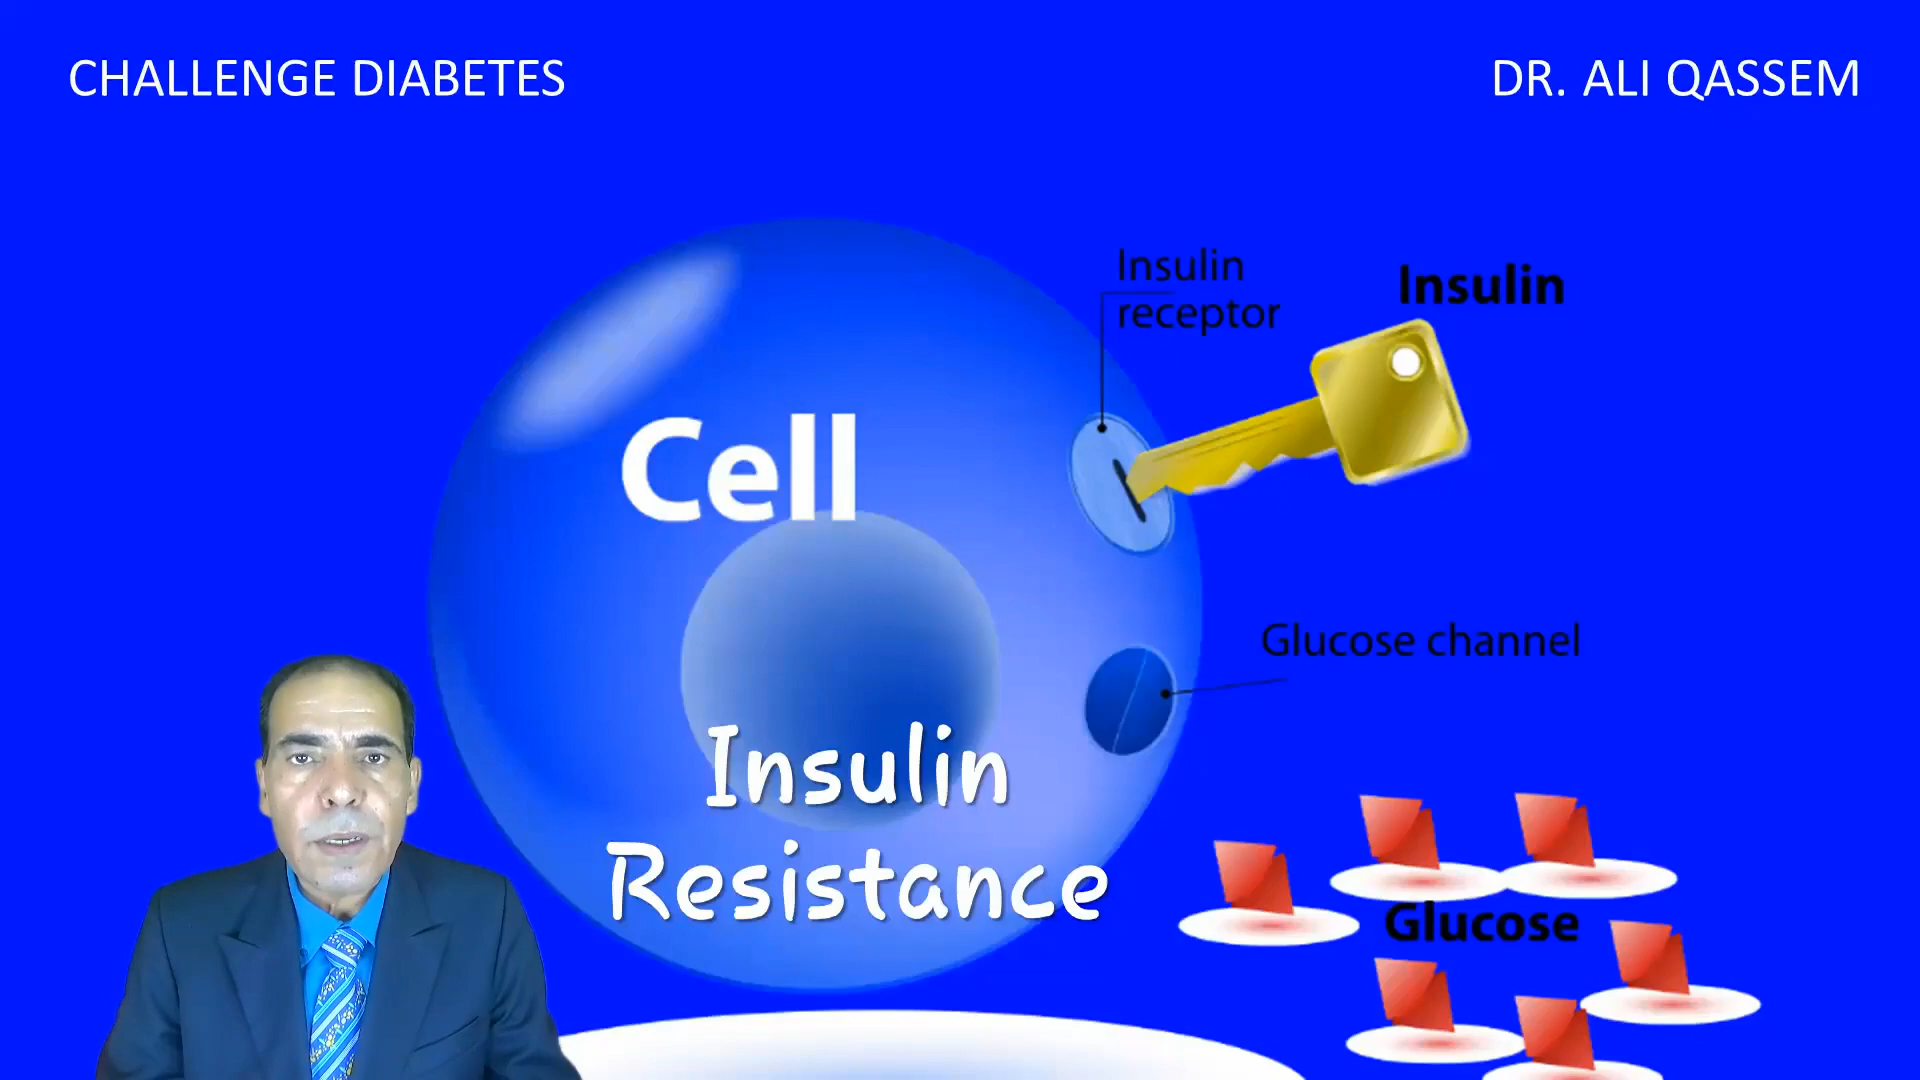 CHALLENGE DIABETES
DR. ALI QASSEM
Insulin
receptor
Insulin
Cell
Glucose channel
Insulin
Resistance
Glucose